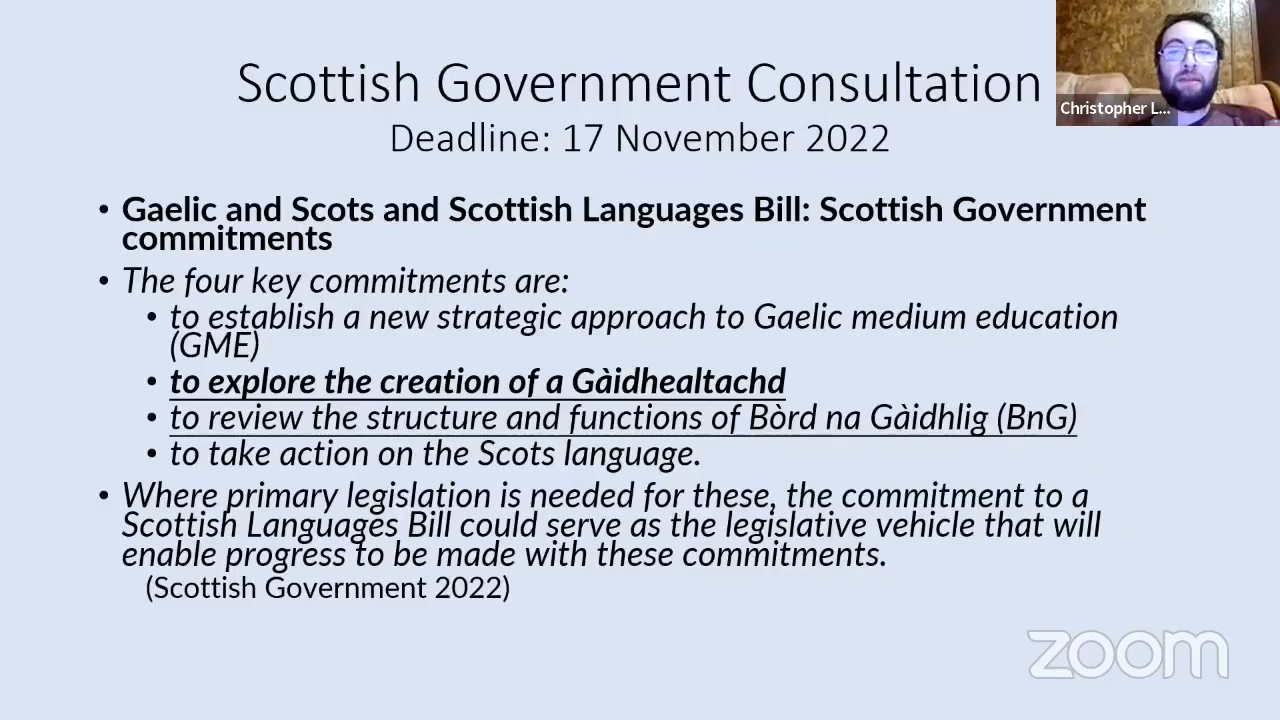 Scottish Government Consultation
Deadline: 17 November 2022
Christopher L...
• Gaelic and Scots and Scottish Languages Bill: Scottish Government
commitments
• The four key commitments are:
• to establish a new strategic approach to Gaelic medium education
(GME)
• to explore the creation of a Gàidhealtachd
• to review the structure and functions of Bòrd na Gàidhlig (BnG)
• to take action on the Scots language.
• Where primary legislation is needed for these, the commitment to a
Scottish Languages Bill could serve as the legislative vehicle that will
enable progress to be made with these commitments.
(Scottish Government 2022)
zoom